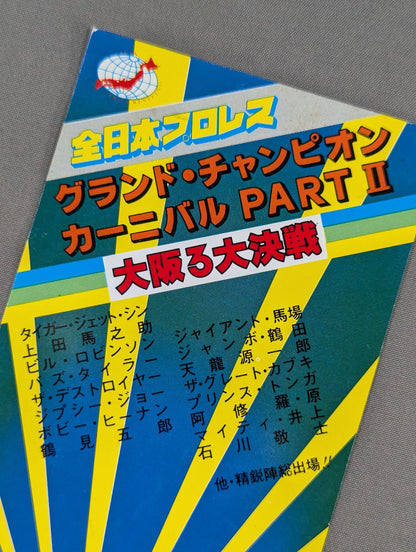 全日本プロレス
グランド・チャンピオン
カーニバル PART II
大阪3大決戦
タイガー・ジェット・シン
上田馬之助
ビル・ロビンソン
バズ・タイラー
ザ・デストロイヤー
ジプシー・ジョー
ボビー・
鶴見五郎
ジャイアント・馬場
ジャンボ・鶴田
天龍源一郎
ザ・グレート・カブキ
プリンス・トンガ
阿修羅・原
マイティ・井上
石川敬士
他・精鋭陣総出場!!